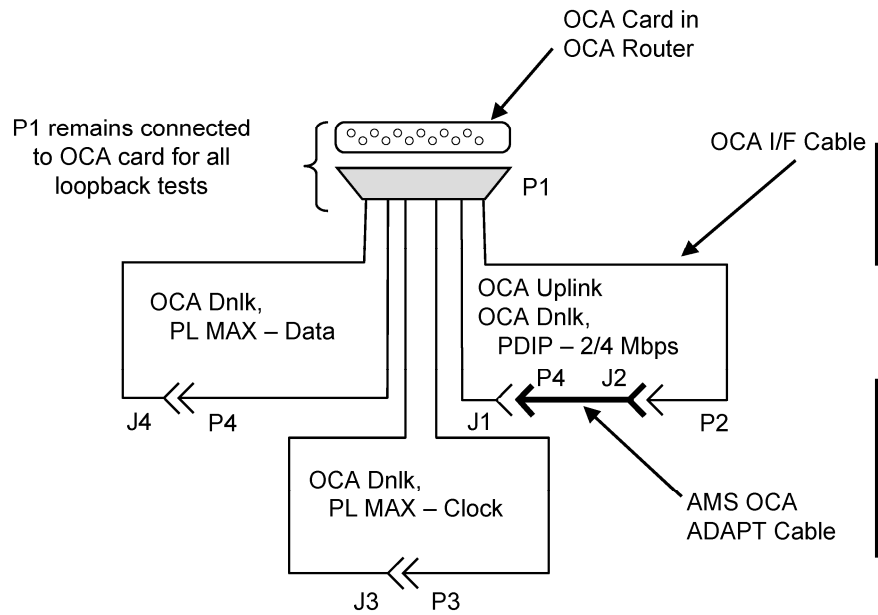 OCA Card in
OCA Router
P1 remains connected
to OCA card for all
loopback tests
OCA I/F Cable
P1
OCA Dnlk,
PL MAX – Data
OCA Uplink
OCA Dnlk,
PDIP – 2/4 Mbps
P4 J2
J4 P4
J1 P2
OCA Dnlk,
PL MAX – Clock
AMS OCA
ADAPT Cable
J3 P3